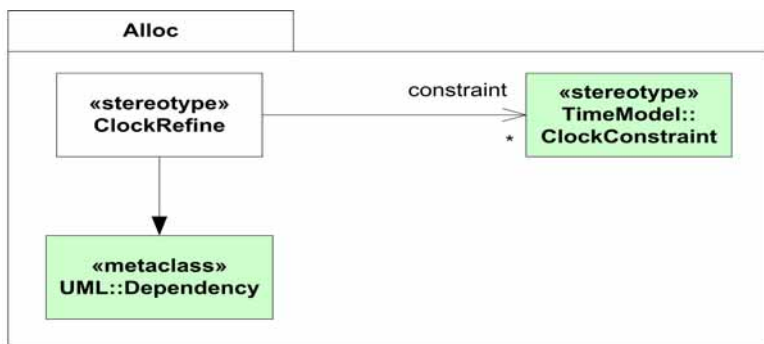 Alloc
«stereotype»
ClockRefine
constraint
*
«stereotype»
TimeModel::
ClockConstraint
«metaclass»
UML::Dependency